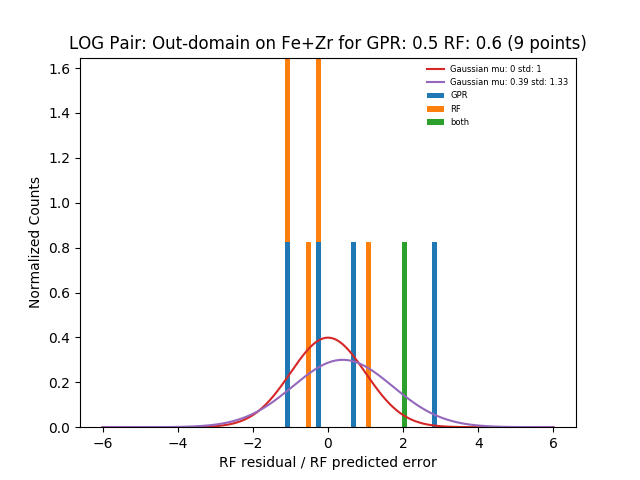 LOG Pair: Out-domain on Fe+Zr for GPR: 0.5 RF: 0.6 (9 points)
Gaussian mu: 0 std: 1
Gaussian mu: 0.39 std: 1.33
GPR
RF
both
Normalized Counts
1.6
1.4
1.2
1.0
0.8
0.6
0.4
0.2
0.0
−6 −4 −2 0 2 4 6
RF residual / RF predicted error